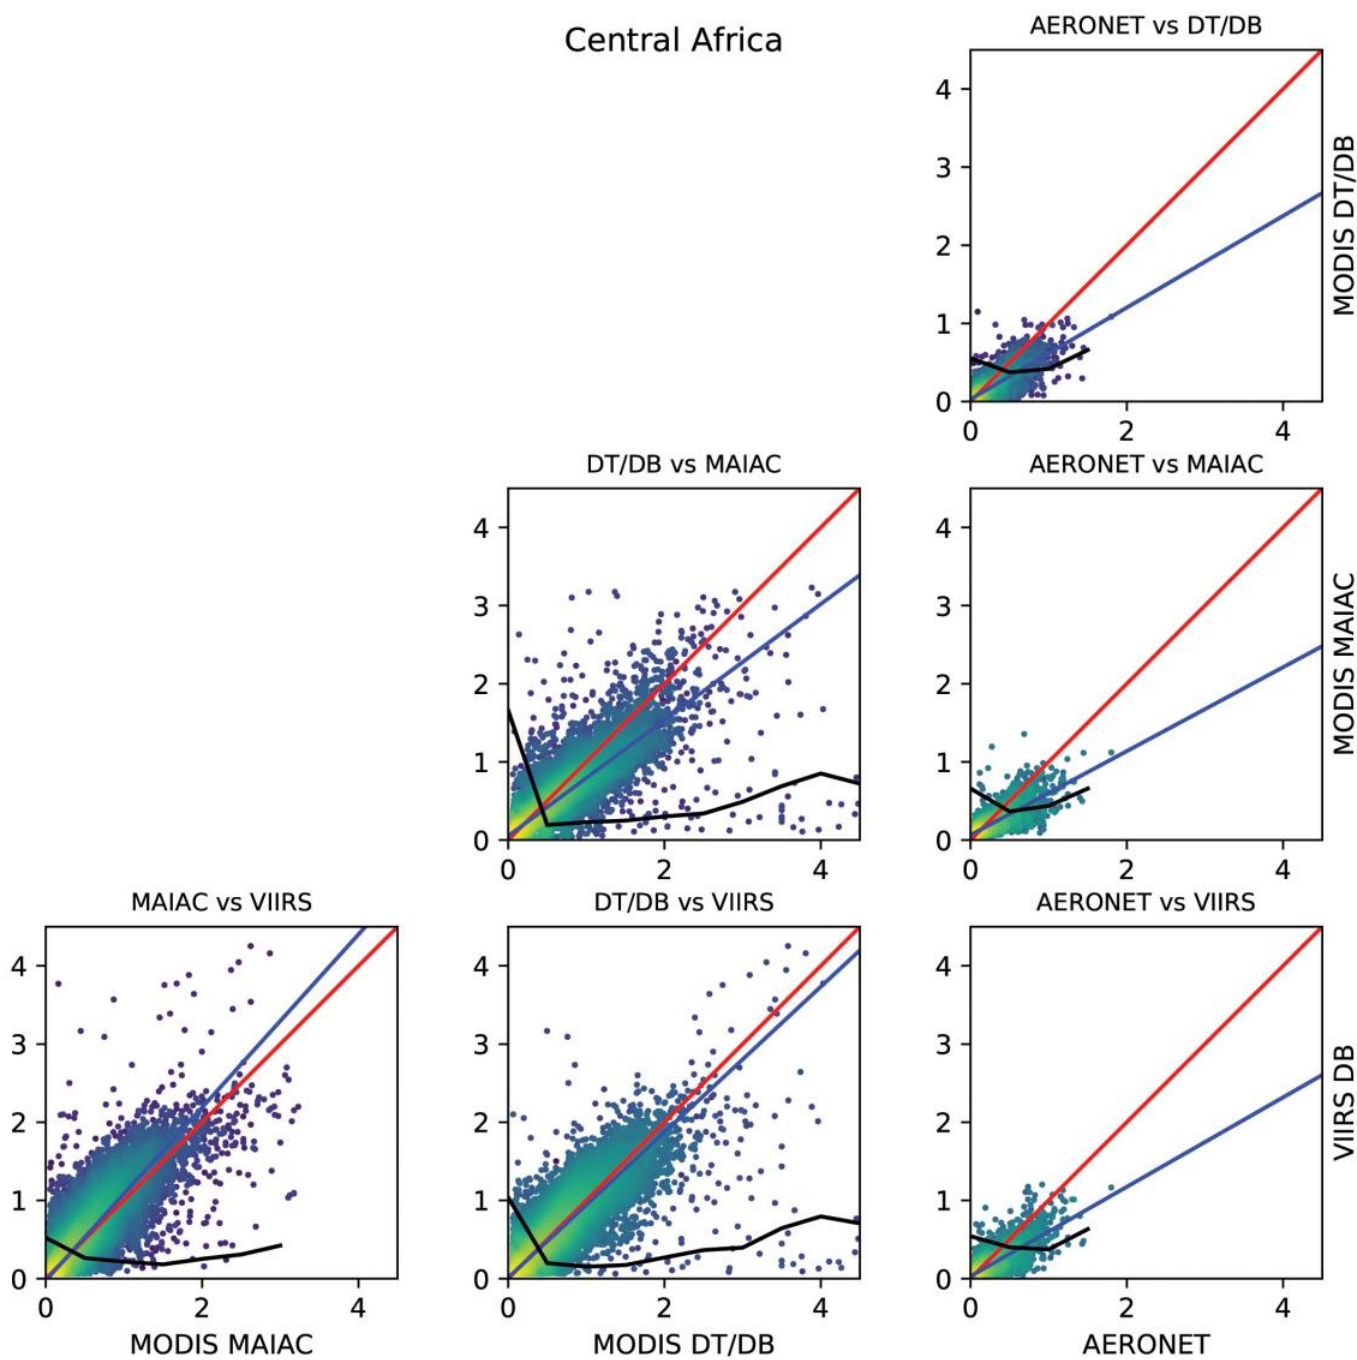 Central Africa
AERONET vs DT/DB
4
3
2
1
0
0 2 4
MODIS DT/DB
DT/DB vs MAIAC
4
3
2
1
0
0 2 4
AERONET vs MAIAC
4
3
2
1
0
0 2 4
MODIS MAIAC
MAIAC vs VIIRS
4
3
2
1
0
0 2 4
MODIS MAIAC
DT/DB vs VIIRS
4
3
2
1
0
0 2 4
MODIS DT/DB
AERONET vs VIIRS
4
3
2
1
0
0 2 4
AERONET
VIIRS DB